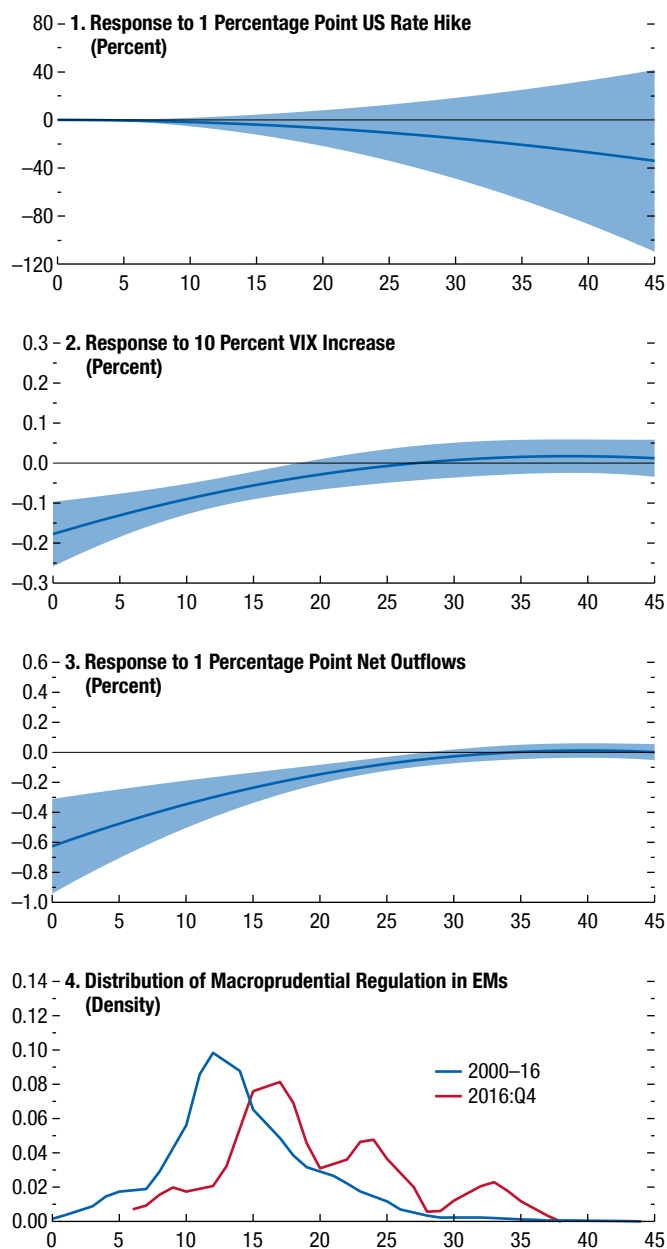 1. Response to 1 Percentage Point US Rate Hike
(Percent)
80
40
0
–40
–80
–120
0 5 10 15 20 25 30 35 40 45
2. Response to 10 Percent VIX Increase
(Percent)
0.3
0.2
0.1
0.0
–0.1
–0.2
–0.3
0 5 10 15 20 25 30 35 40 45
3. Response to 1 Percentage Point Net Outflows
(Percent)
0.6
0.4
0.2
0.0
–0.2
–0.4
–0.6
–0.8
–1.0
0 5 10 15 20 25 30 35 40 45
4. Distribution of Macroprudential Regulation in EMs
(Density)
0.14
0.12
0.10
0.08
0.06
0.04
0.02
0.00
2000–16
2016:Q4
0 5 10 15 20 25 30 35 40 45